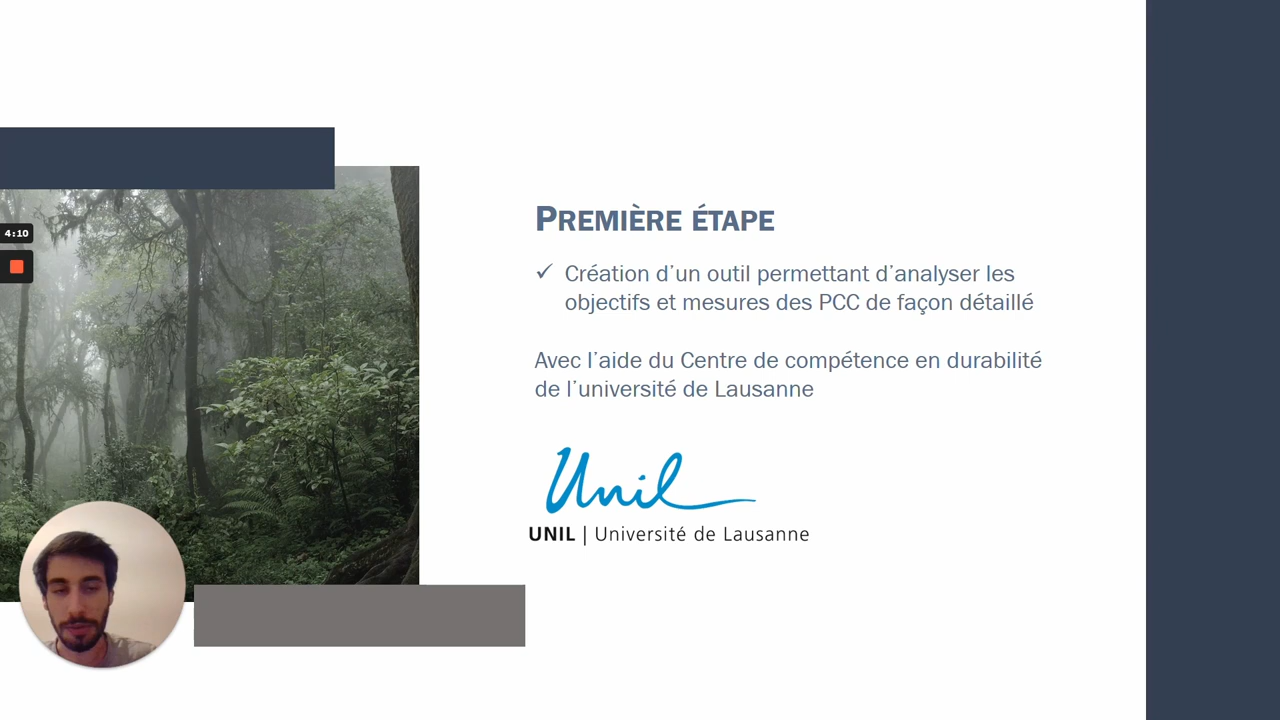 4:10
PREMIÈRE ÉTAPE
✓ Création d'un outil permettant d'analyser les
objectifs et mesures des PCC de façon détaillé
Avec l'aide du Centre de compétence en durabilité
de l'université de Lausanne
Unil
UNIL | Université de Lausanne